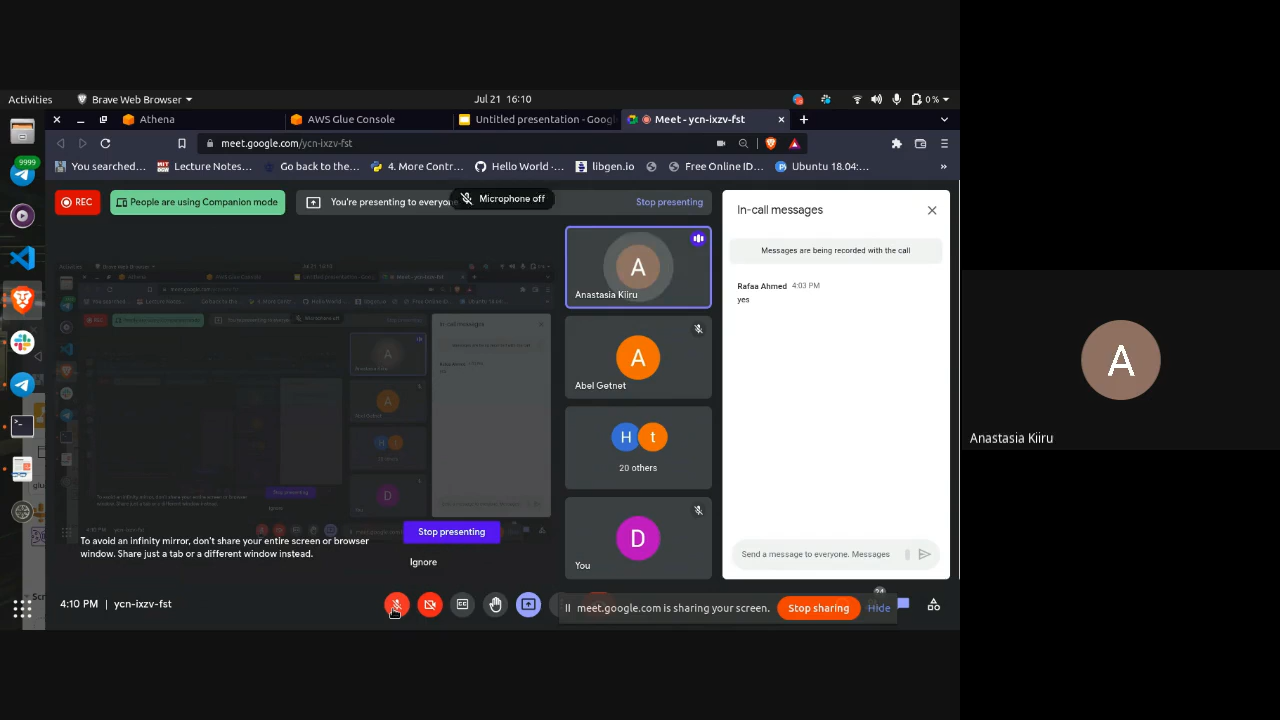 Activities
Brave Web Browser
Jul 21 16:10
0 %
Athena
AWS Glue Console
Untitled presentation - Goog
Meet - ycn-ixzv-fst
meet.google.com/ycn-ixzv-fst
You searched...
Lecture Notes...
Go back to the...
4. More Contr...
Hello World ·...
libgen.io
Free Online ID...
Ubuntu 18.04:...
9999
REC
People are using Companion mode
You're presenting to everyone
Microphone off
Stop presenting
In-call messages
Messages are being recorded with the call
Rafaa Ahmed 4:03 PM
yes
A
Anastasia Kiiru
A
Abel Getnet
H t
20 others
D
You
To avoid an infinity mirror, don't share your entire screen or browser
window. Share just a tab or a different window instead.
Stop presenting
Ignore
Send a message to everyone. Messages
4:10 PM | ycn-ixzv-fst
meet.google.com is sharing your screen.
Stop sharing
Hide
A
Anastasia Kiiru